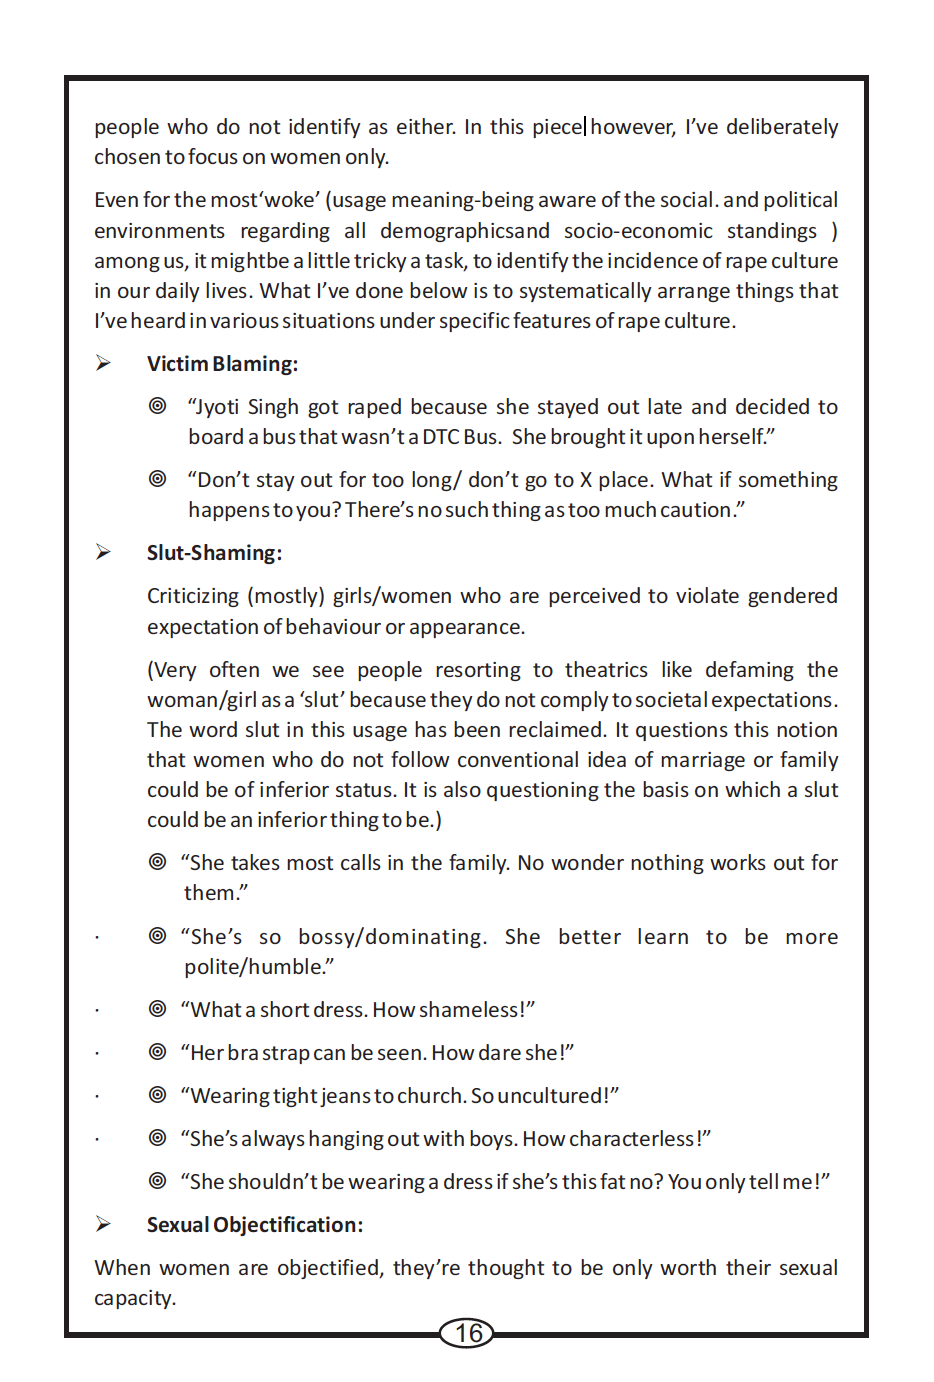 people who do not identify as either. In this piece however, I’ve deliberately
chosen to focus on women only.
Even for the most‘woke’ (usage meaning-being aware of the social. and political
environments regarding all demographicsand socio-economic standings )
among us, it mightbe a little tricky a task, to identify the incidence of rape culture
in our daily lives. What I’ve done below is to systematically arrange things that
I’ve heard in various situations under specific features of rape culture.
➢ Victim Blaming:
◎ “Jyoti Singh got raped because she stayed out late and decided to
board a bus that wasn’t a DTC Bus. She brought it upon herself.”
◎ “Don’t stay out for too long/ don’t go to X place. What if something
happens to you? There’s no such thing as too much caution.”
➢ Slut-Shaming:
Criticizing (mostly) girls/women who are perceived to violate gendered
expectation of behaviour or appearance.
(Very often we see people resorting to theatrics like defaming the
woman/girl as a ‘slut’ because they do not comply to societal expectations.
The word slut in this usage has been reclaimed. It questions this notion
that women who do not follow conventional idea of marriage or family
could be of inferior status. It is also questioning the basis on which a slut
could be an inferior thing to be.)
◎ “She takes most calls in the family. No wonder nothing works out for
them.”
· ◎ “She’s so bossy/dominating. She better learn to be more
polite/humble.”
· ◎ “What a short dress. How shameless!”
· ◎ “Her bra strap can be seen. How dare she!”
· ◎ “Wearing tight jeans to church. So uncultured!”
· ◎ “She’s always hanging out with boys. How characterless!”
◎ “She shouldn’t be wearing a dress if she’s this fat no? You only tell me!”
➢ Sexual Objectification:
When women are objectified, they’re thought to be only worth their sexual
capacity.
16